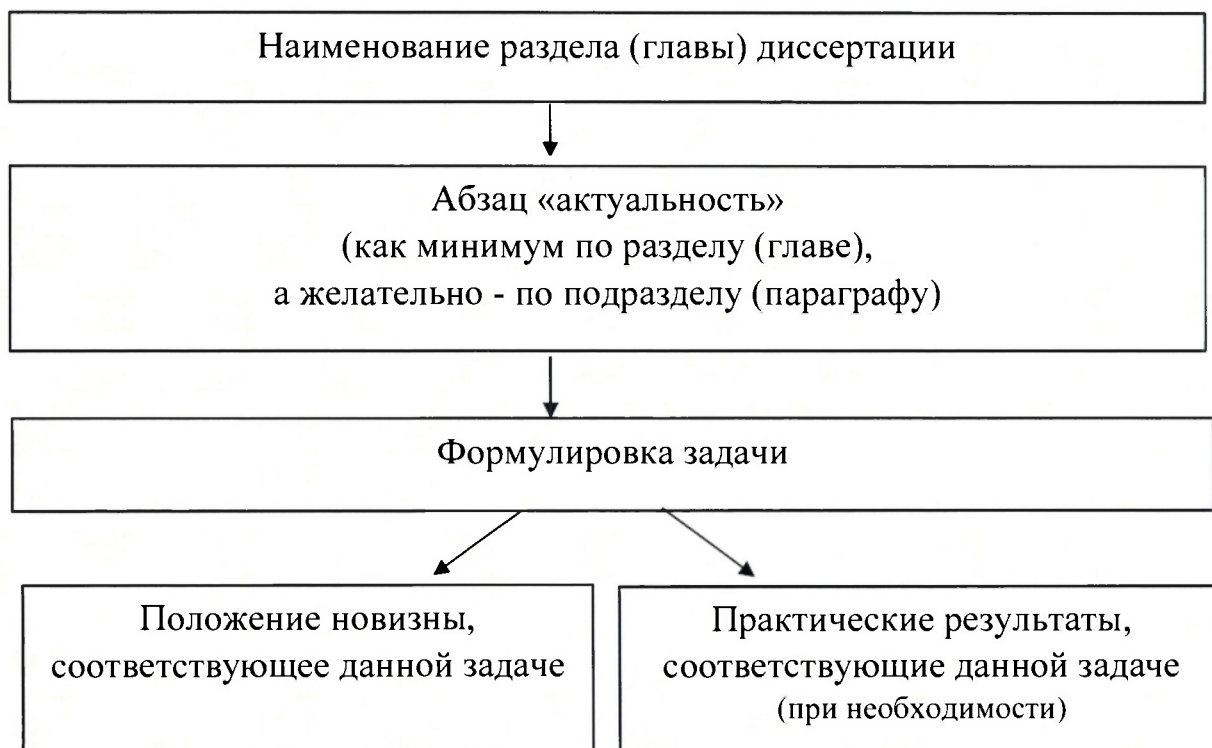 Наименование раздела (главы) диссертации
Абзац «актуальность»
(как минимум по разделу (главе),
а желательно - по подразделу (параграфу)
Формулировка задачи
Положение новизны,
соответствующее данной задаче
Практические результаты,
соответствующие данной задаче
(при необходимости)